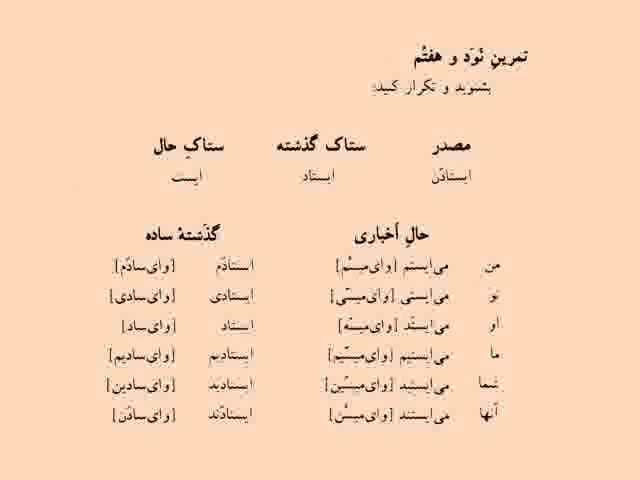 تمرینِ نَوَد و هفتُم
بشنوید و تکرار کنید:
مصدر ستاک گذشته ستاکِ حال
ایستادَن ایستاد ایست
حالِ اَخباری گذَشتهٔ ساده
من می‌ایستم [وای‌میسَّم] ایستادَم [وای‌سادَم]
تو می‌ایستی [وای‌میسّی] ایستادی [وای‌سادی]
او می‌ایستَد [وای‌میسّه] ایستاد [وای‌ساد]
ما می‌ایستیم [وای‌میسّیم] ایستادیم [وای‌سادیم]
شما می‌ایستید [وای‌میسّین] ایستادید [وای‌سادین]
آنها می‌ایستند [وای‌میسَّن] ایستادَند [وای‌سادَن]